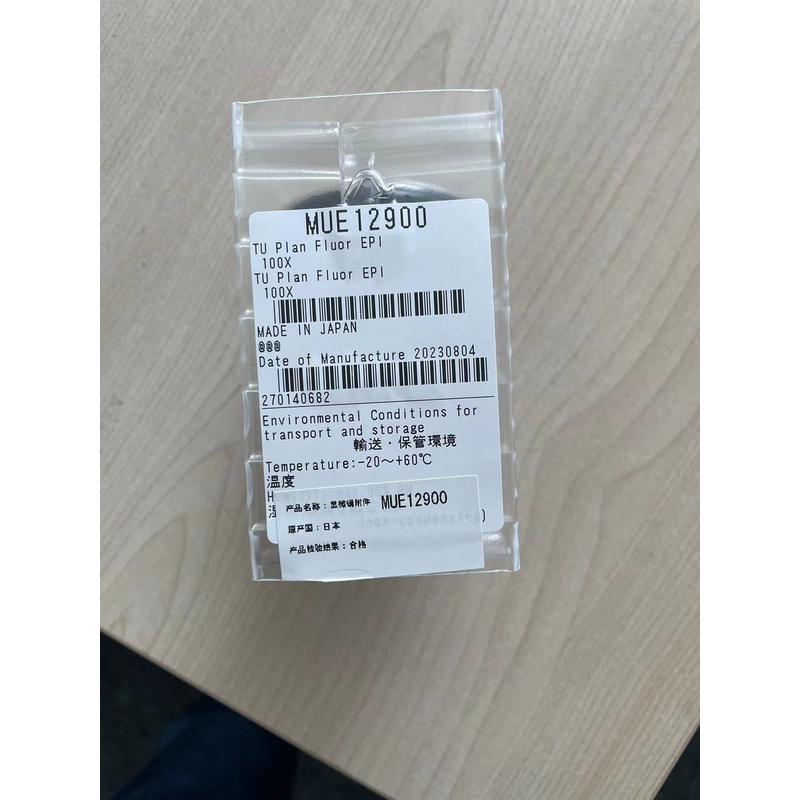 MUE12900
TU Plan Fluor EPI
100X
TU Plan Fluor EPI
100X
MADE IN JAPAN
@@@
Date of Manufacture 20230804
270140682
Environmental Conditions for
transport and storage
輸送・保管環境
Temperature:-20～+60℃
温度
产品名称：显微镜附件 MUE12900
(non-condensing)
原产国：日本
产品检验结果：合格